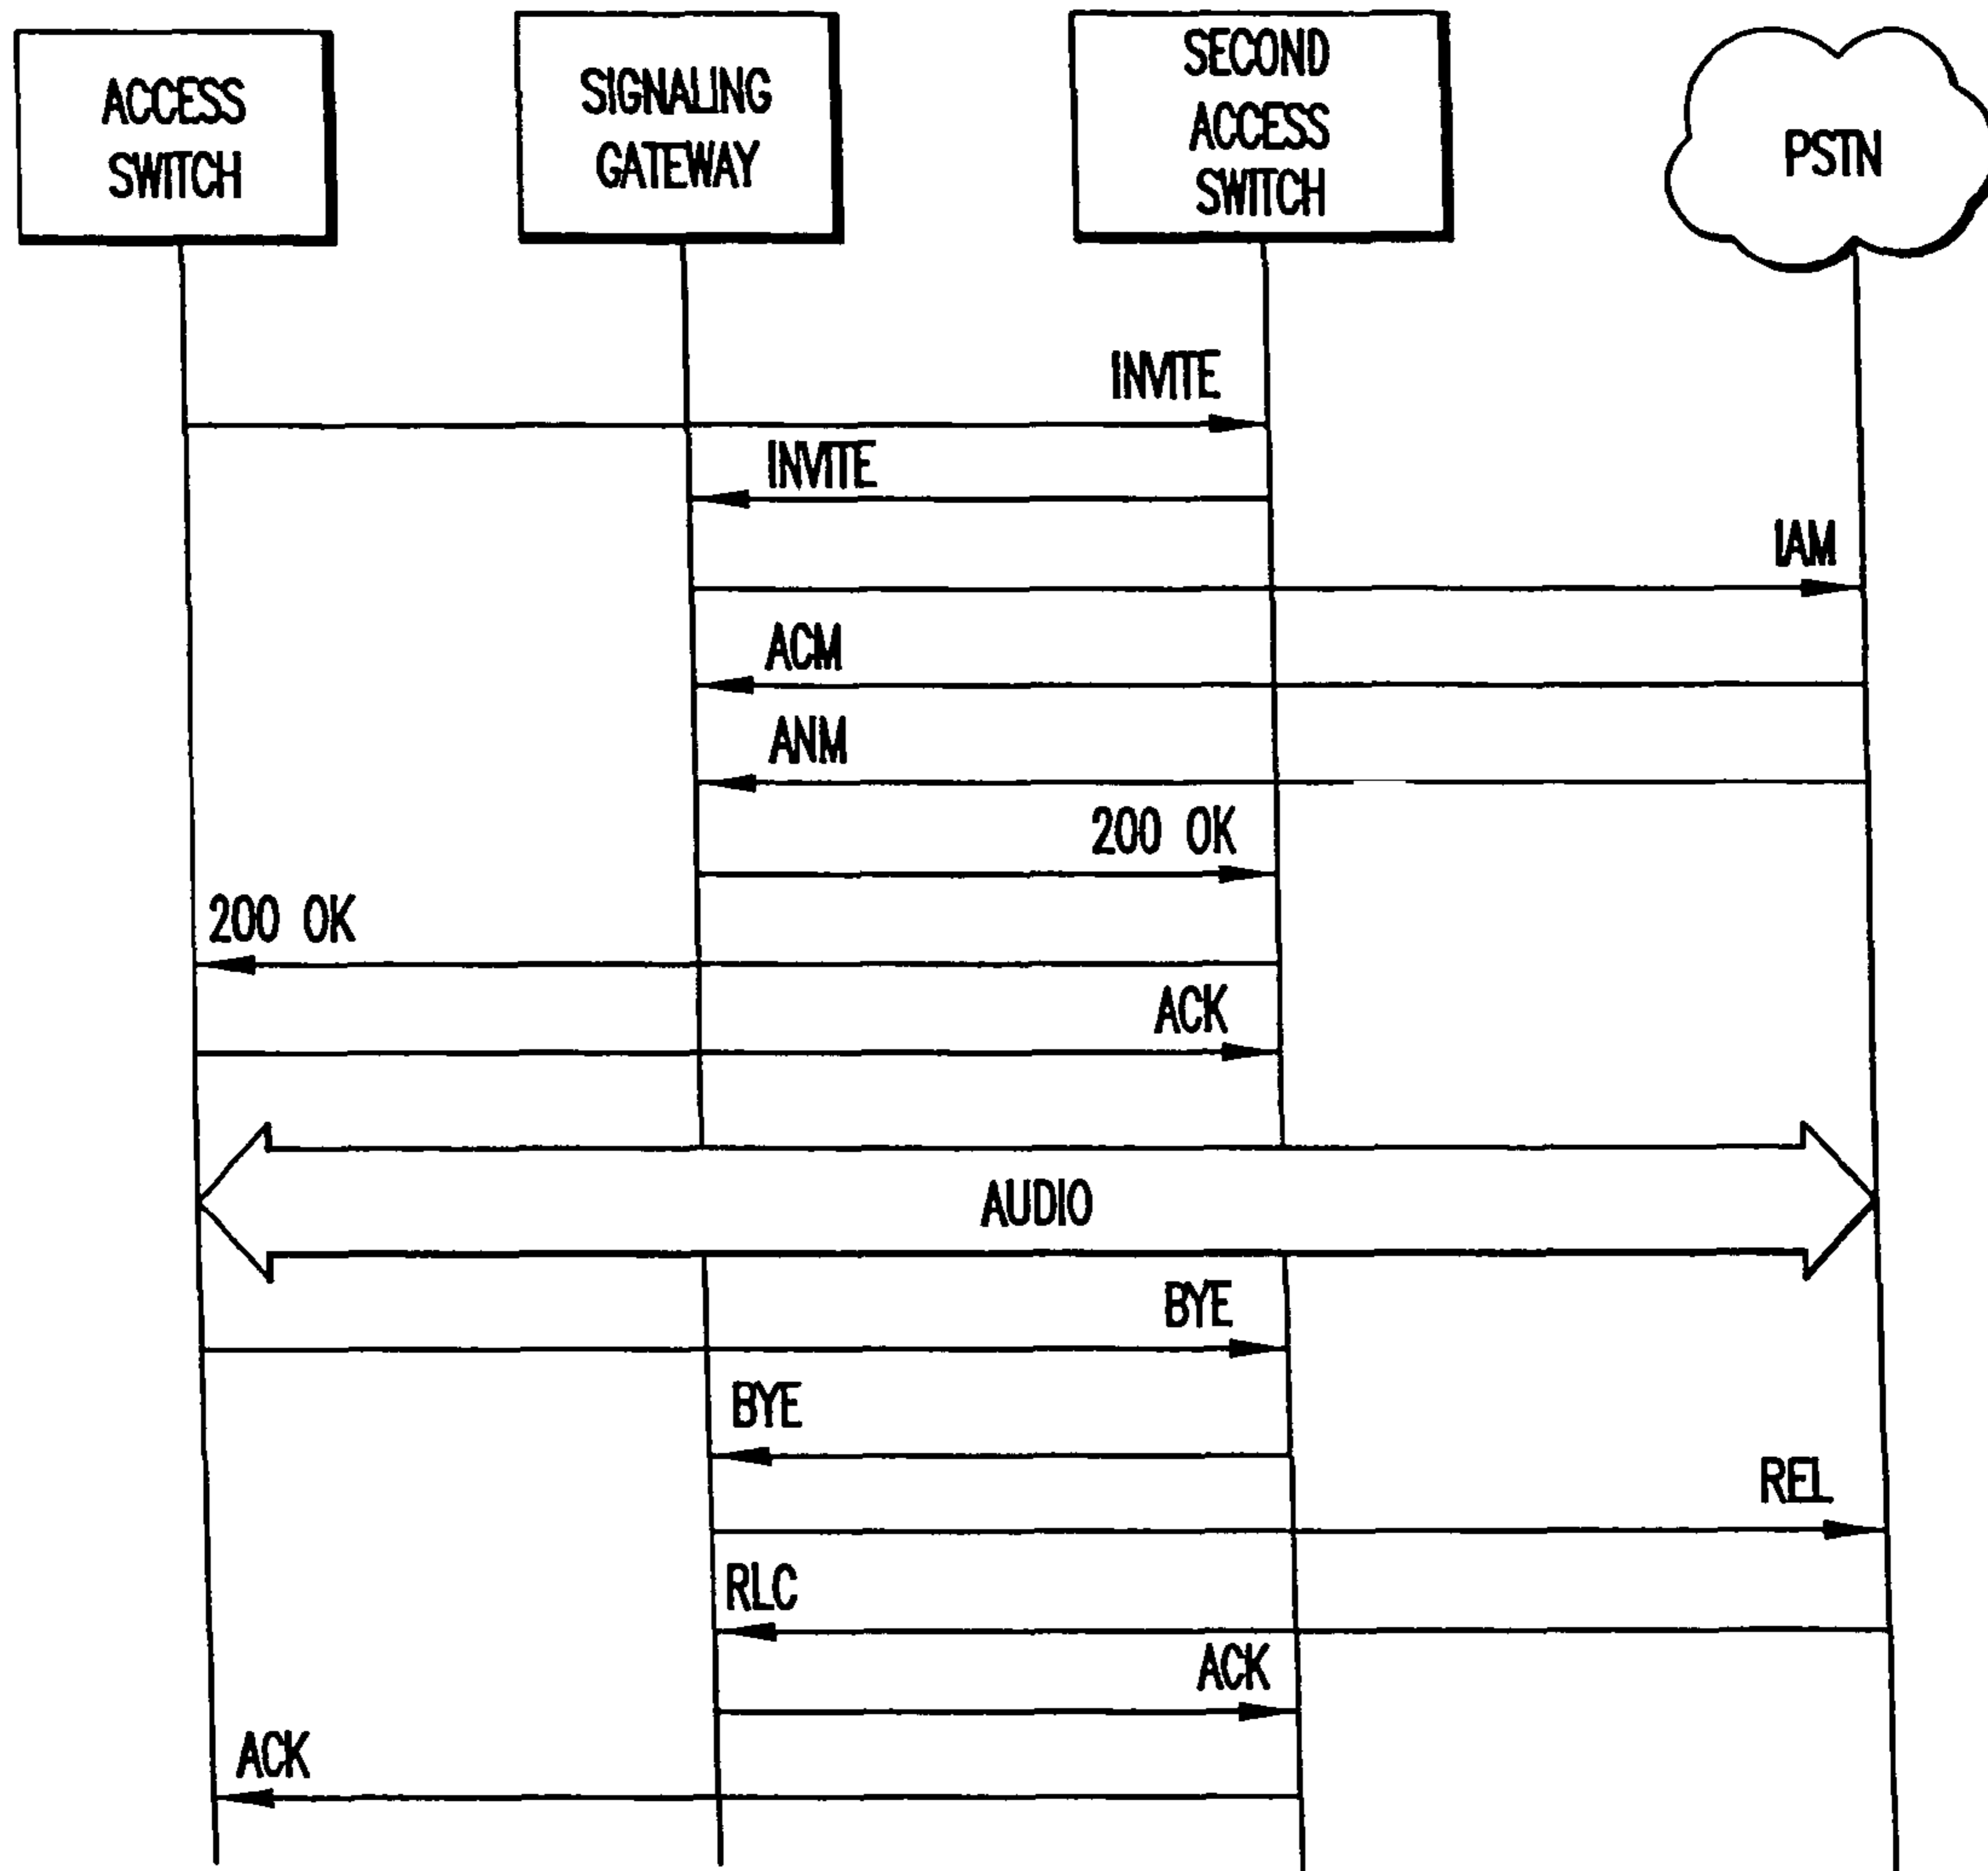 ACCESS
SWITCH
SIGNALING
GATEWAY
SECOND
ACCESS
SWITCH
PSTN
INVITE
INVITE
IAM
ACM
ANM
200 OK
200 OK
ACK
AUDIO
BYE
BYE
REL
RLC
ACK
ACK